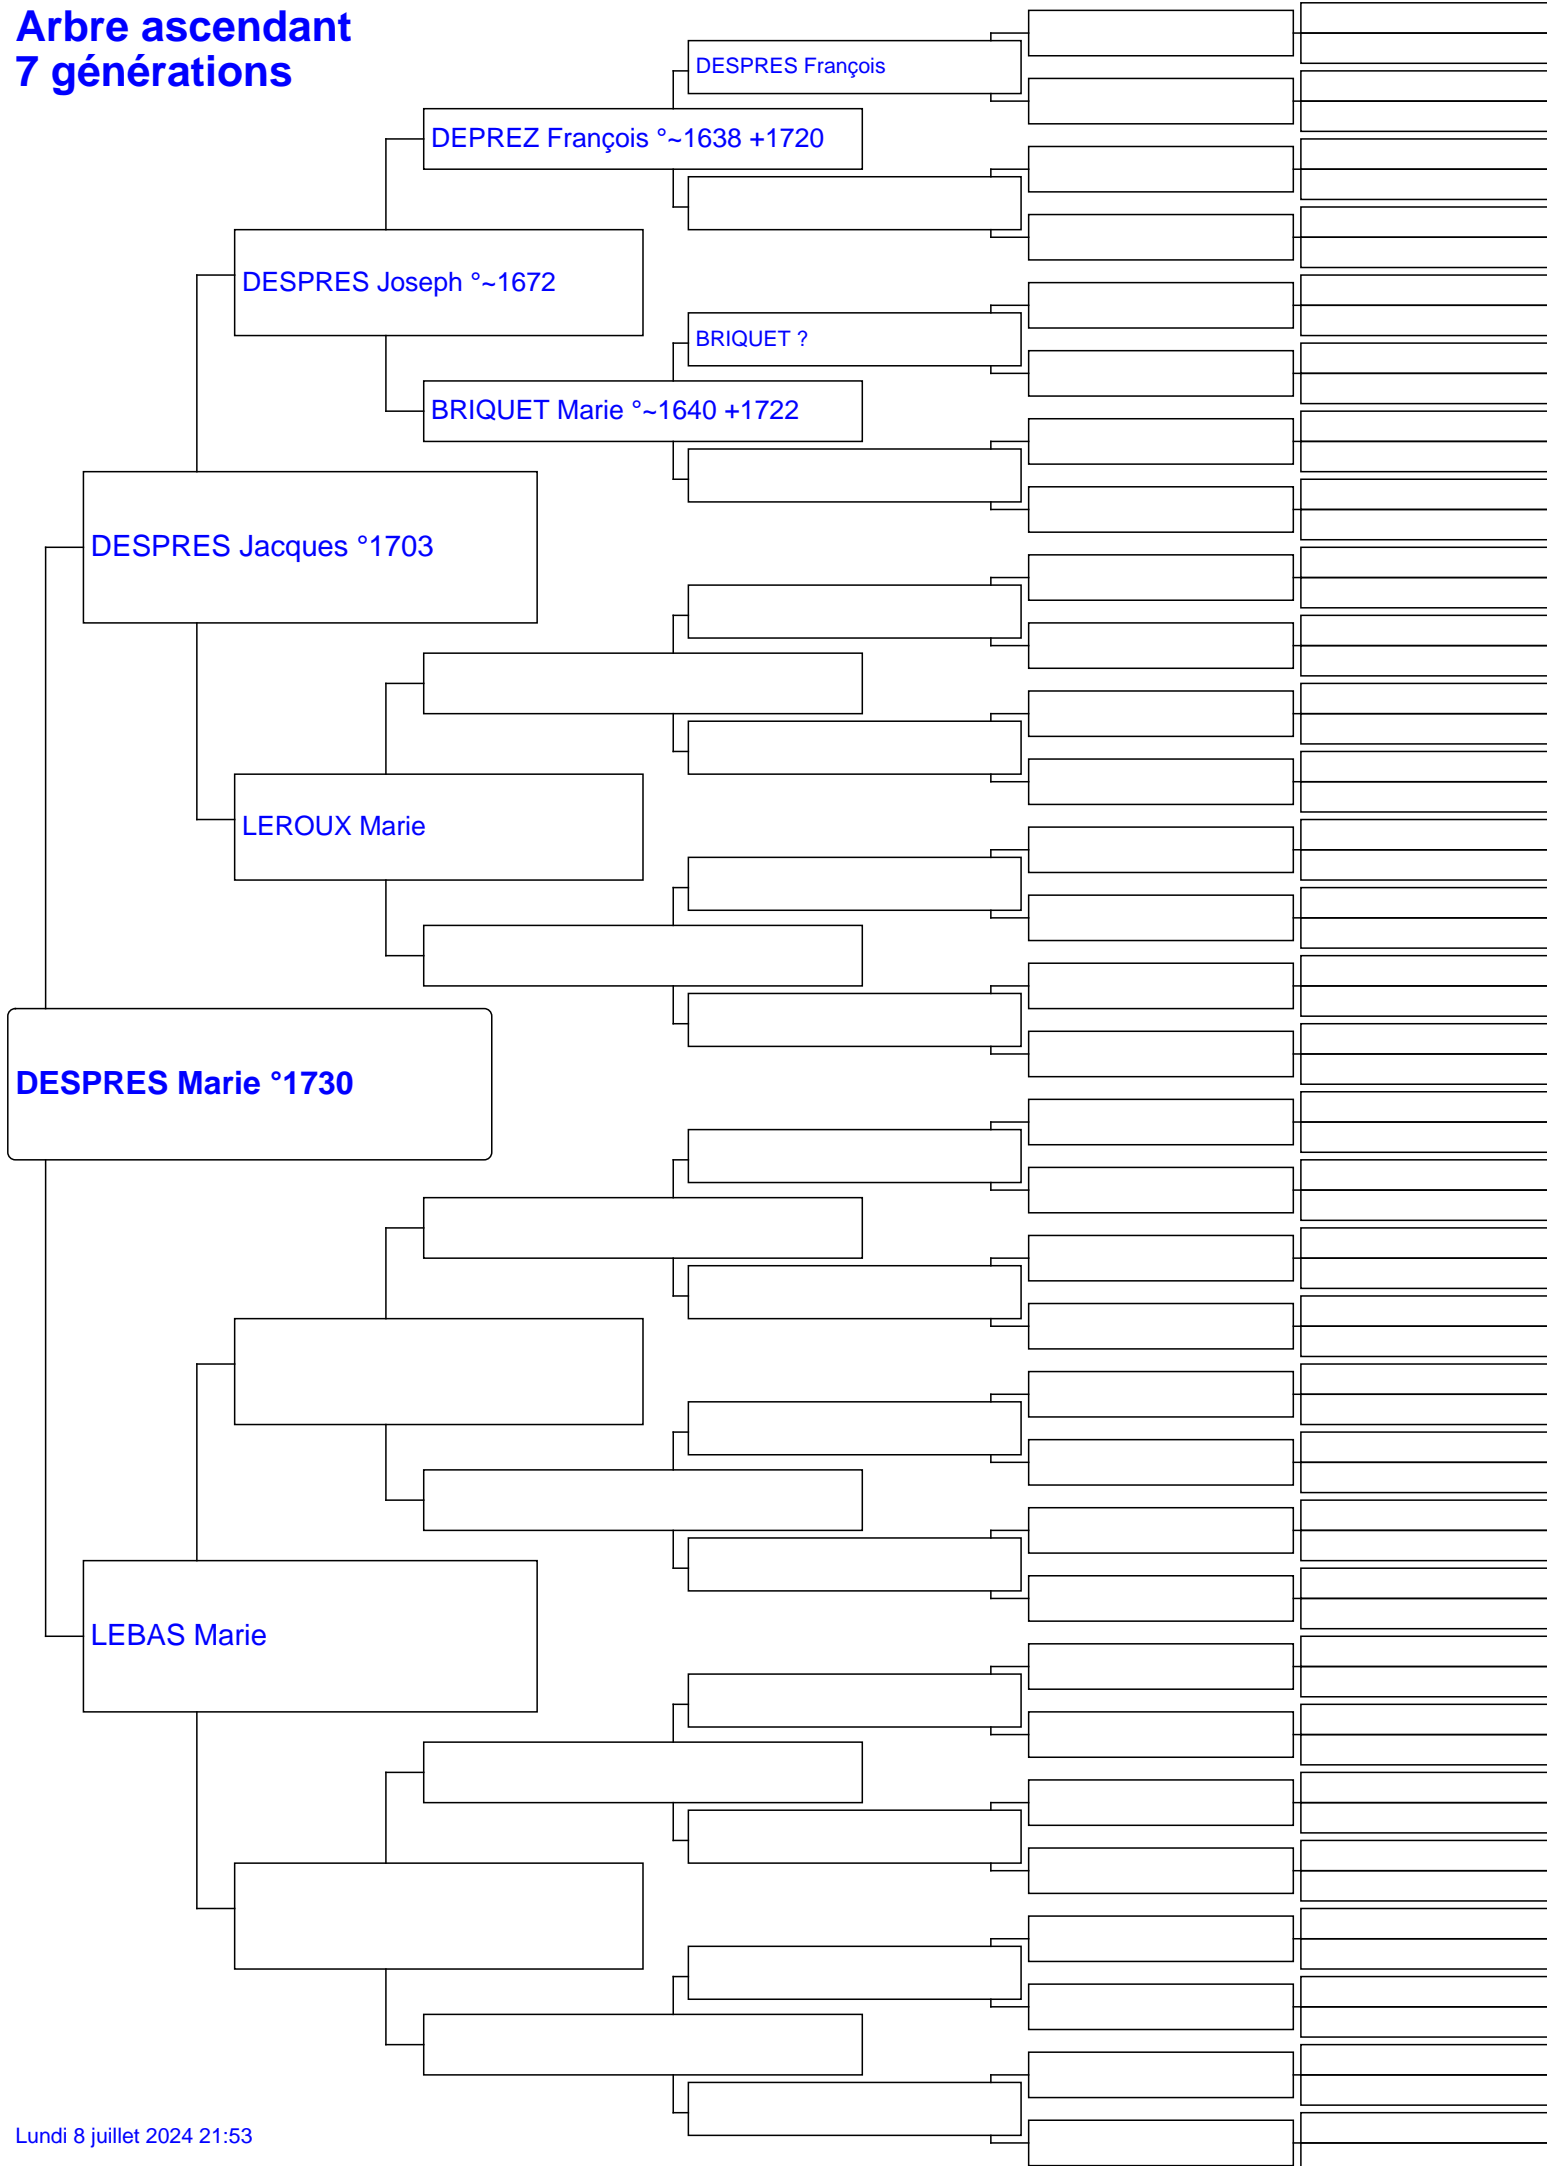 Arbre ascendant
7 générations
DESPRES François
DEPREZ François °~1638 +1720
DESPRES Joseph °~1672
BRIQUET ?
BRIQUET Marie °~1640 +1722
DESPRES Jacques °1703
LEROUX Marie
DESPRES Marie °1730
LEBAS Marie
Lundi 8 juillet 2024 21:53